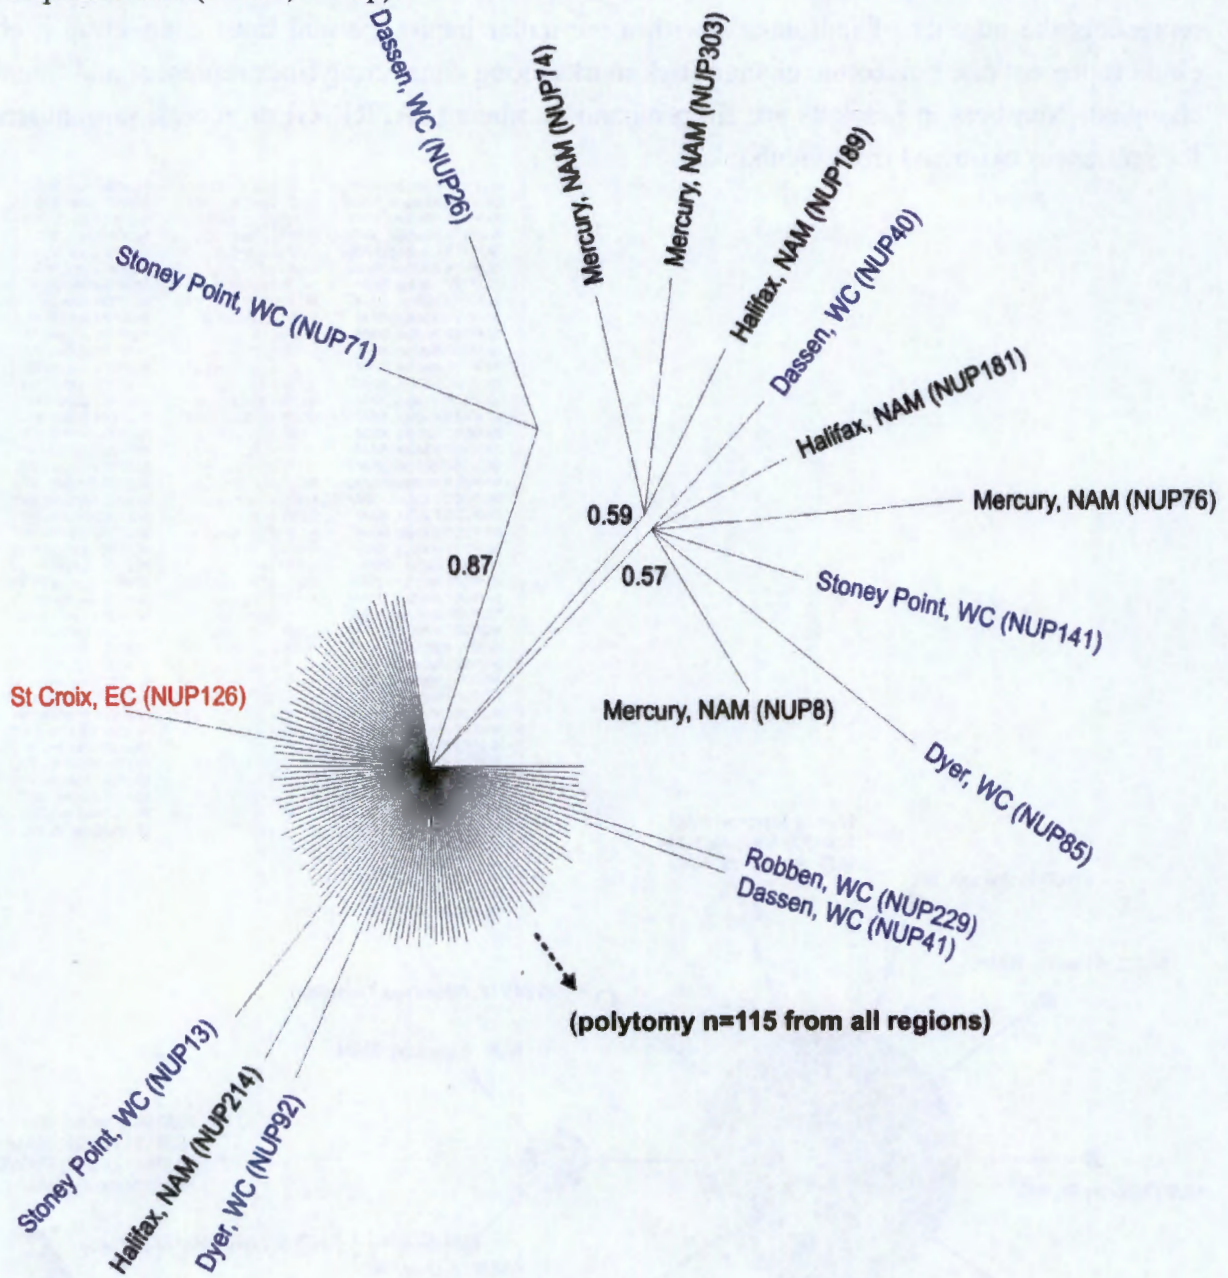 Dassen, WC (NUP26)
Mercury, NAM (NUP14)
Mercury, NAM (NUP303)
Halifax, NAM (NUP189)
Dassen, WC (NUP40)
Stoney Point, WC (NUP71)
Halifax, NAM (NUP181)
Mercury, NAM (NUP76)
0.59
0.87
0.57
Stoney Point, WC (NUP141)
St Croix, EC (NUP126)
Mercury, NAM (NUP8)
Dyer, WC (NUP85)
Robben, WC (NUP229)
Dassen, WC (NUP41)
(polytomy n=115 from all regions)
Stoney Point, WC (NUP13)
Halifax, NAM (NUP214)
Dyer, WC (NUP92)